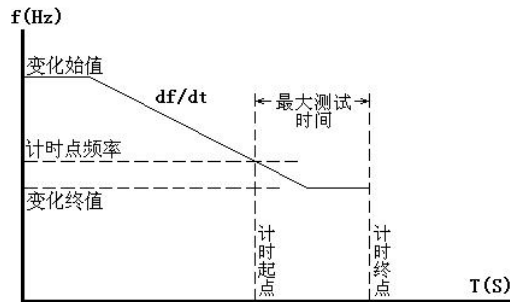 f(Hz)
变化始值
df/dt
最大测试
时间
计时点频率
变化终值
计时起点
计时终点
T(S)